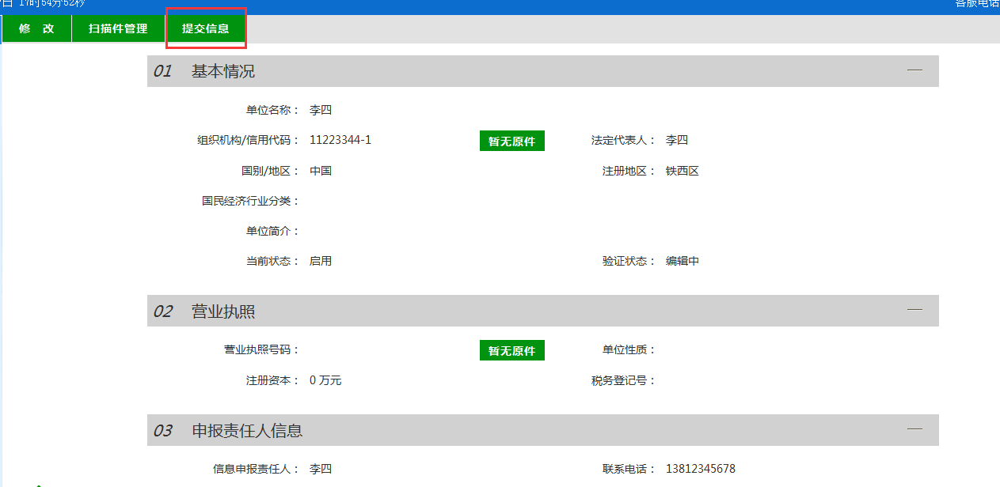 日 17时54分52秒 客服电话
修 改 扫描件管理 提交信息
01 基本情况
单位名称： 李四
组织机构/信用代码： 11223344-1 暂无原件 法定代表人： 李四
国别/地区： 中国 注册地区： 铁西区
国民经济行业分类：
单位简介：
当前状态： 启用 验证状态： 编辑中
02 营业执照
营业执照号码： 暂无原件 单位性质：
注册资本： 0 万元 税务登记号：
03 申报责任人信息
信息申报责任人： 李四 联系电话： 13812345678